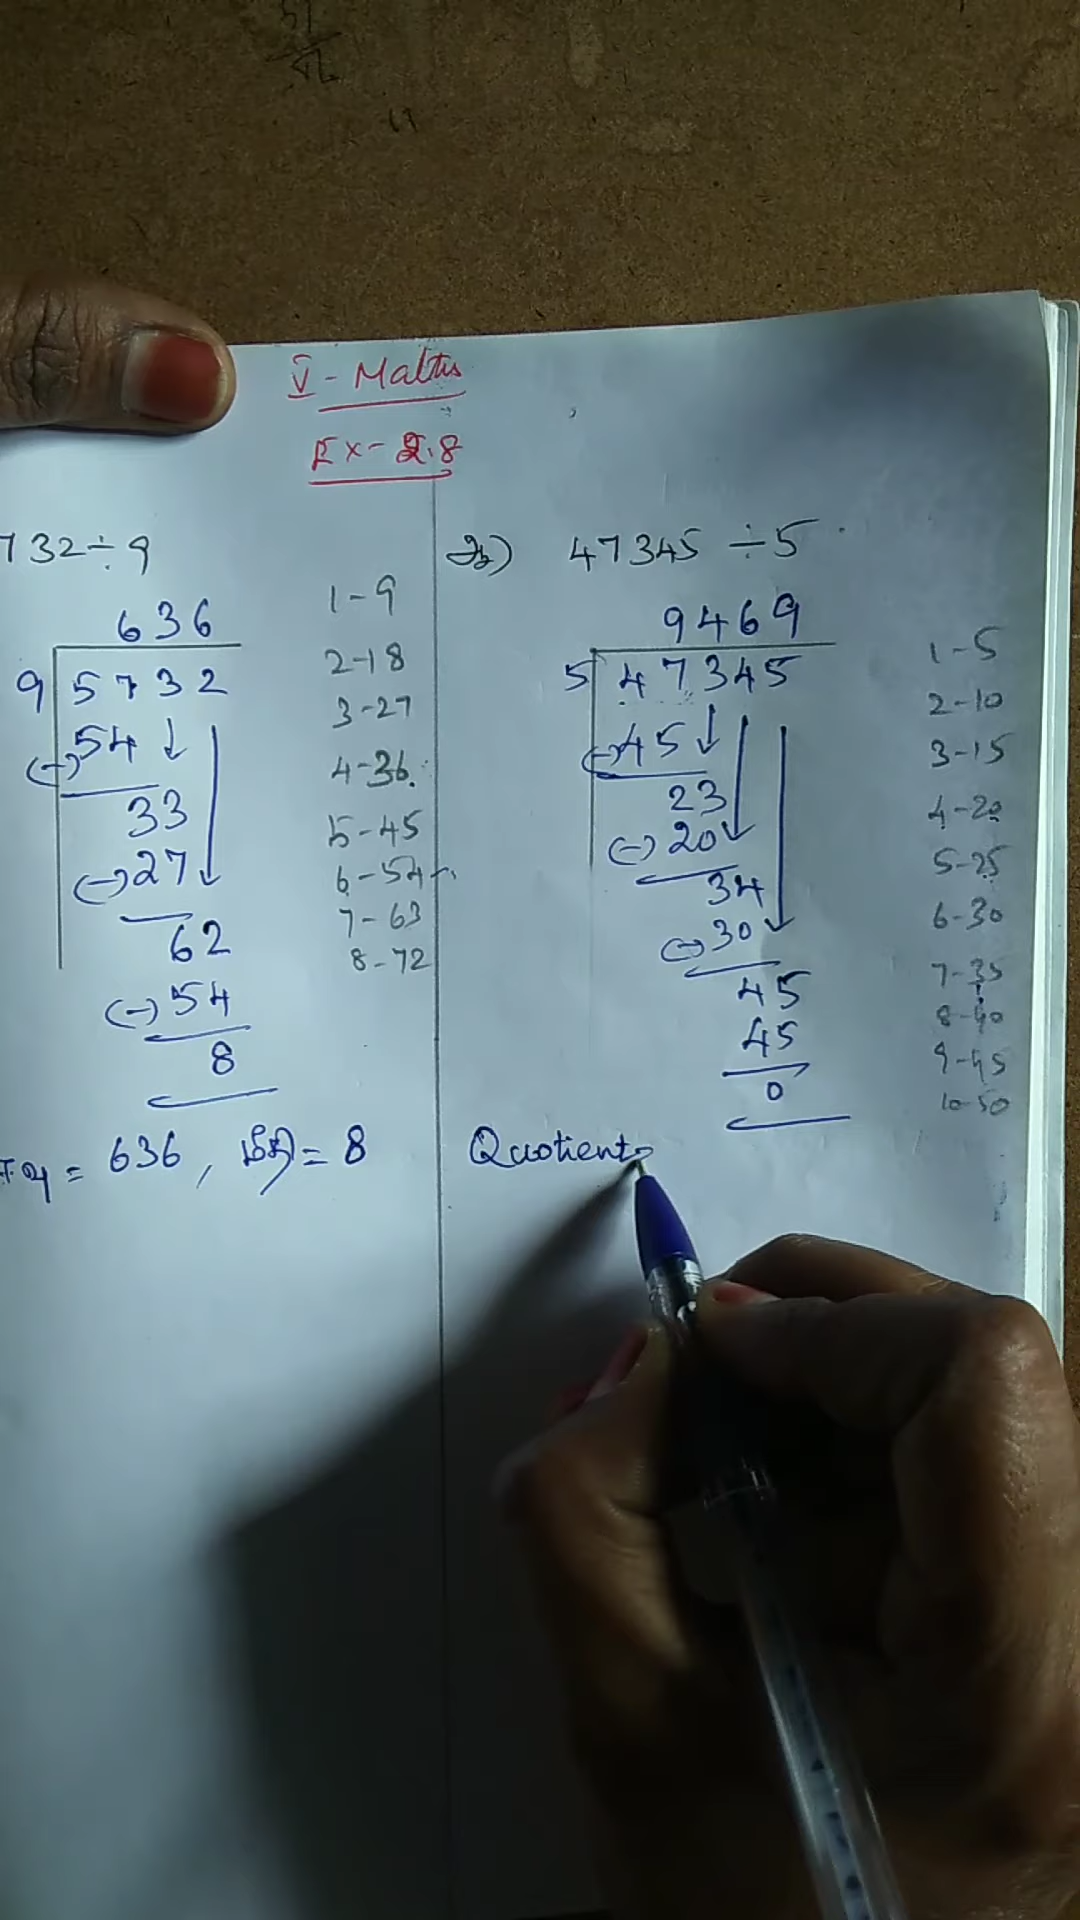 V - Maths
Ex - 2.8
732 ÷ 9
636
9 5732
(-) 54
33
(-) 27
62
(-) 54
8
= 636, மீதி = 8
1 - 9
2 - 18
3 - 27
4 - 36
5 - 45
6 - 54
7 - 63
8 - 72
47345 ÷ 5
9469
5 47345
(-) 45
23
(-) 20
34
(-) 30
45
45
0
Quotient
1 - 5
2 - 10
3 - 15
4 - 20
5 - 25
6 - 30
7 - 35
8 - 40
9 - 45
10 - 50